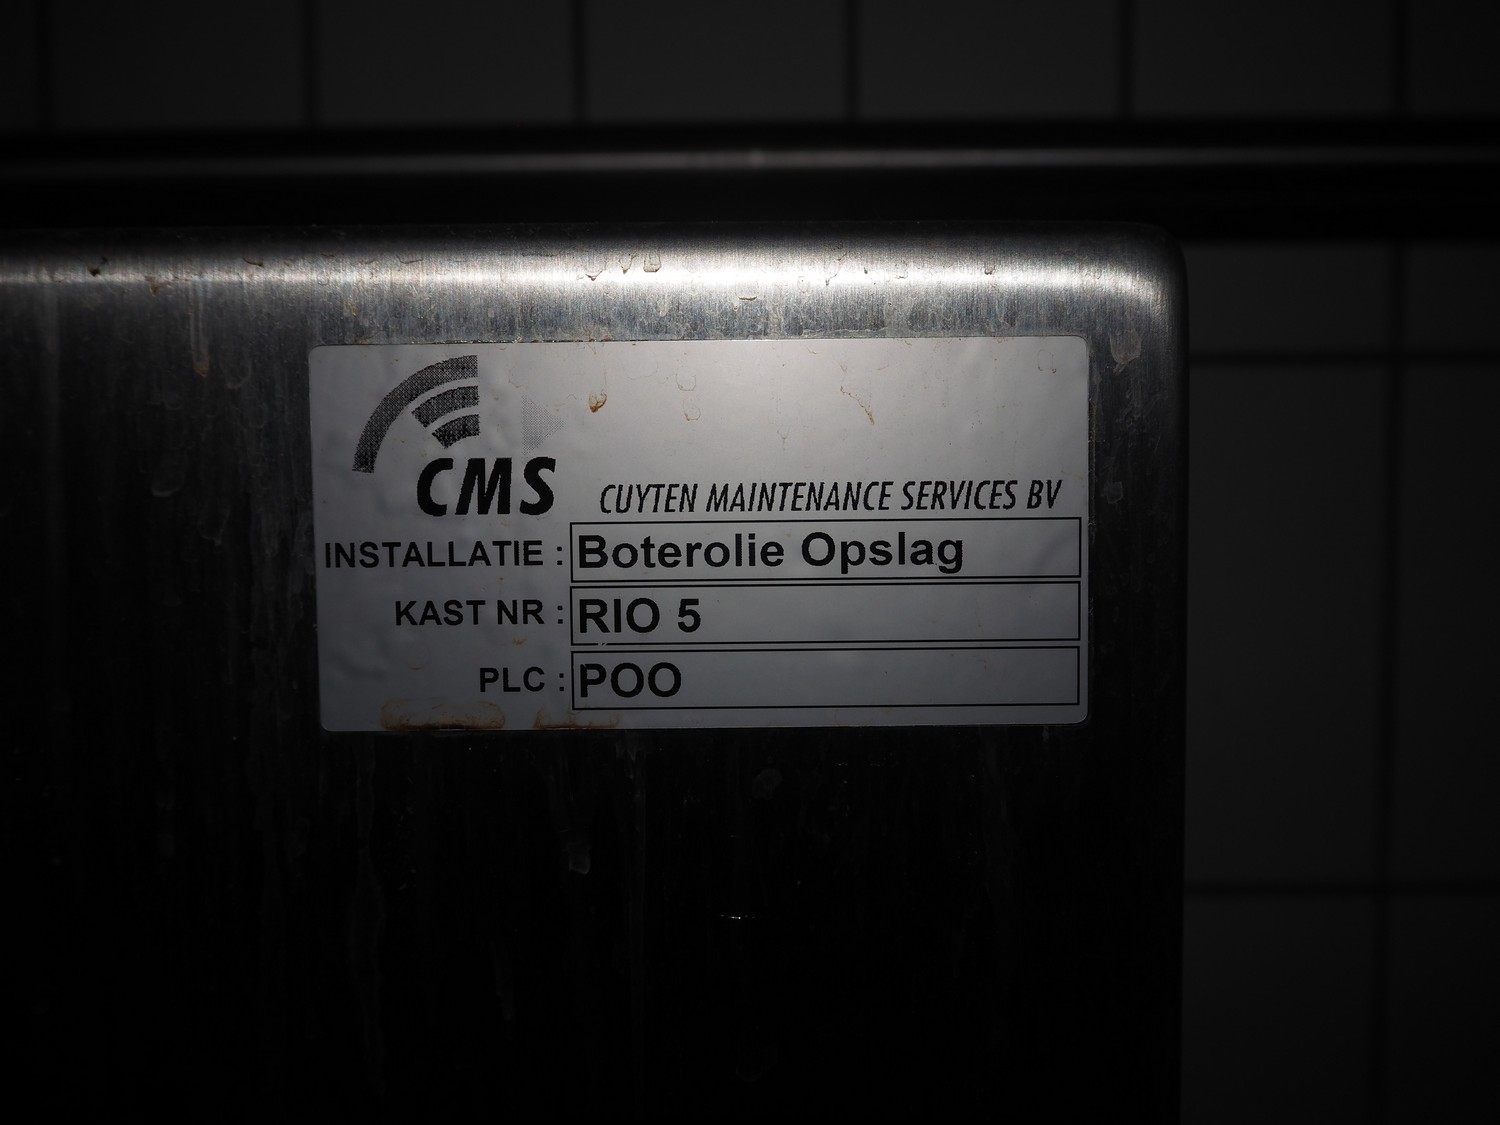 CMS
CUYTEN MAINTENANCE SERVICES BV
INSTALLATIE : Boterolie Opslag
KAST NR : RIO 5
PLC : POO